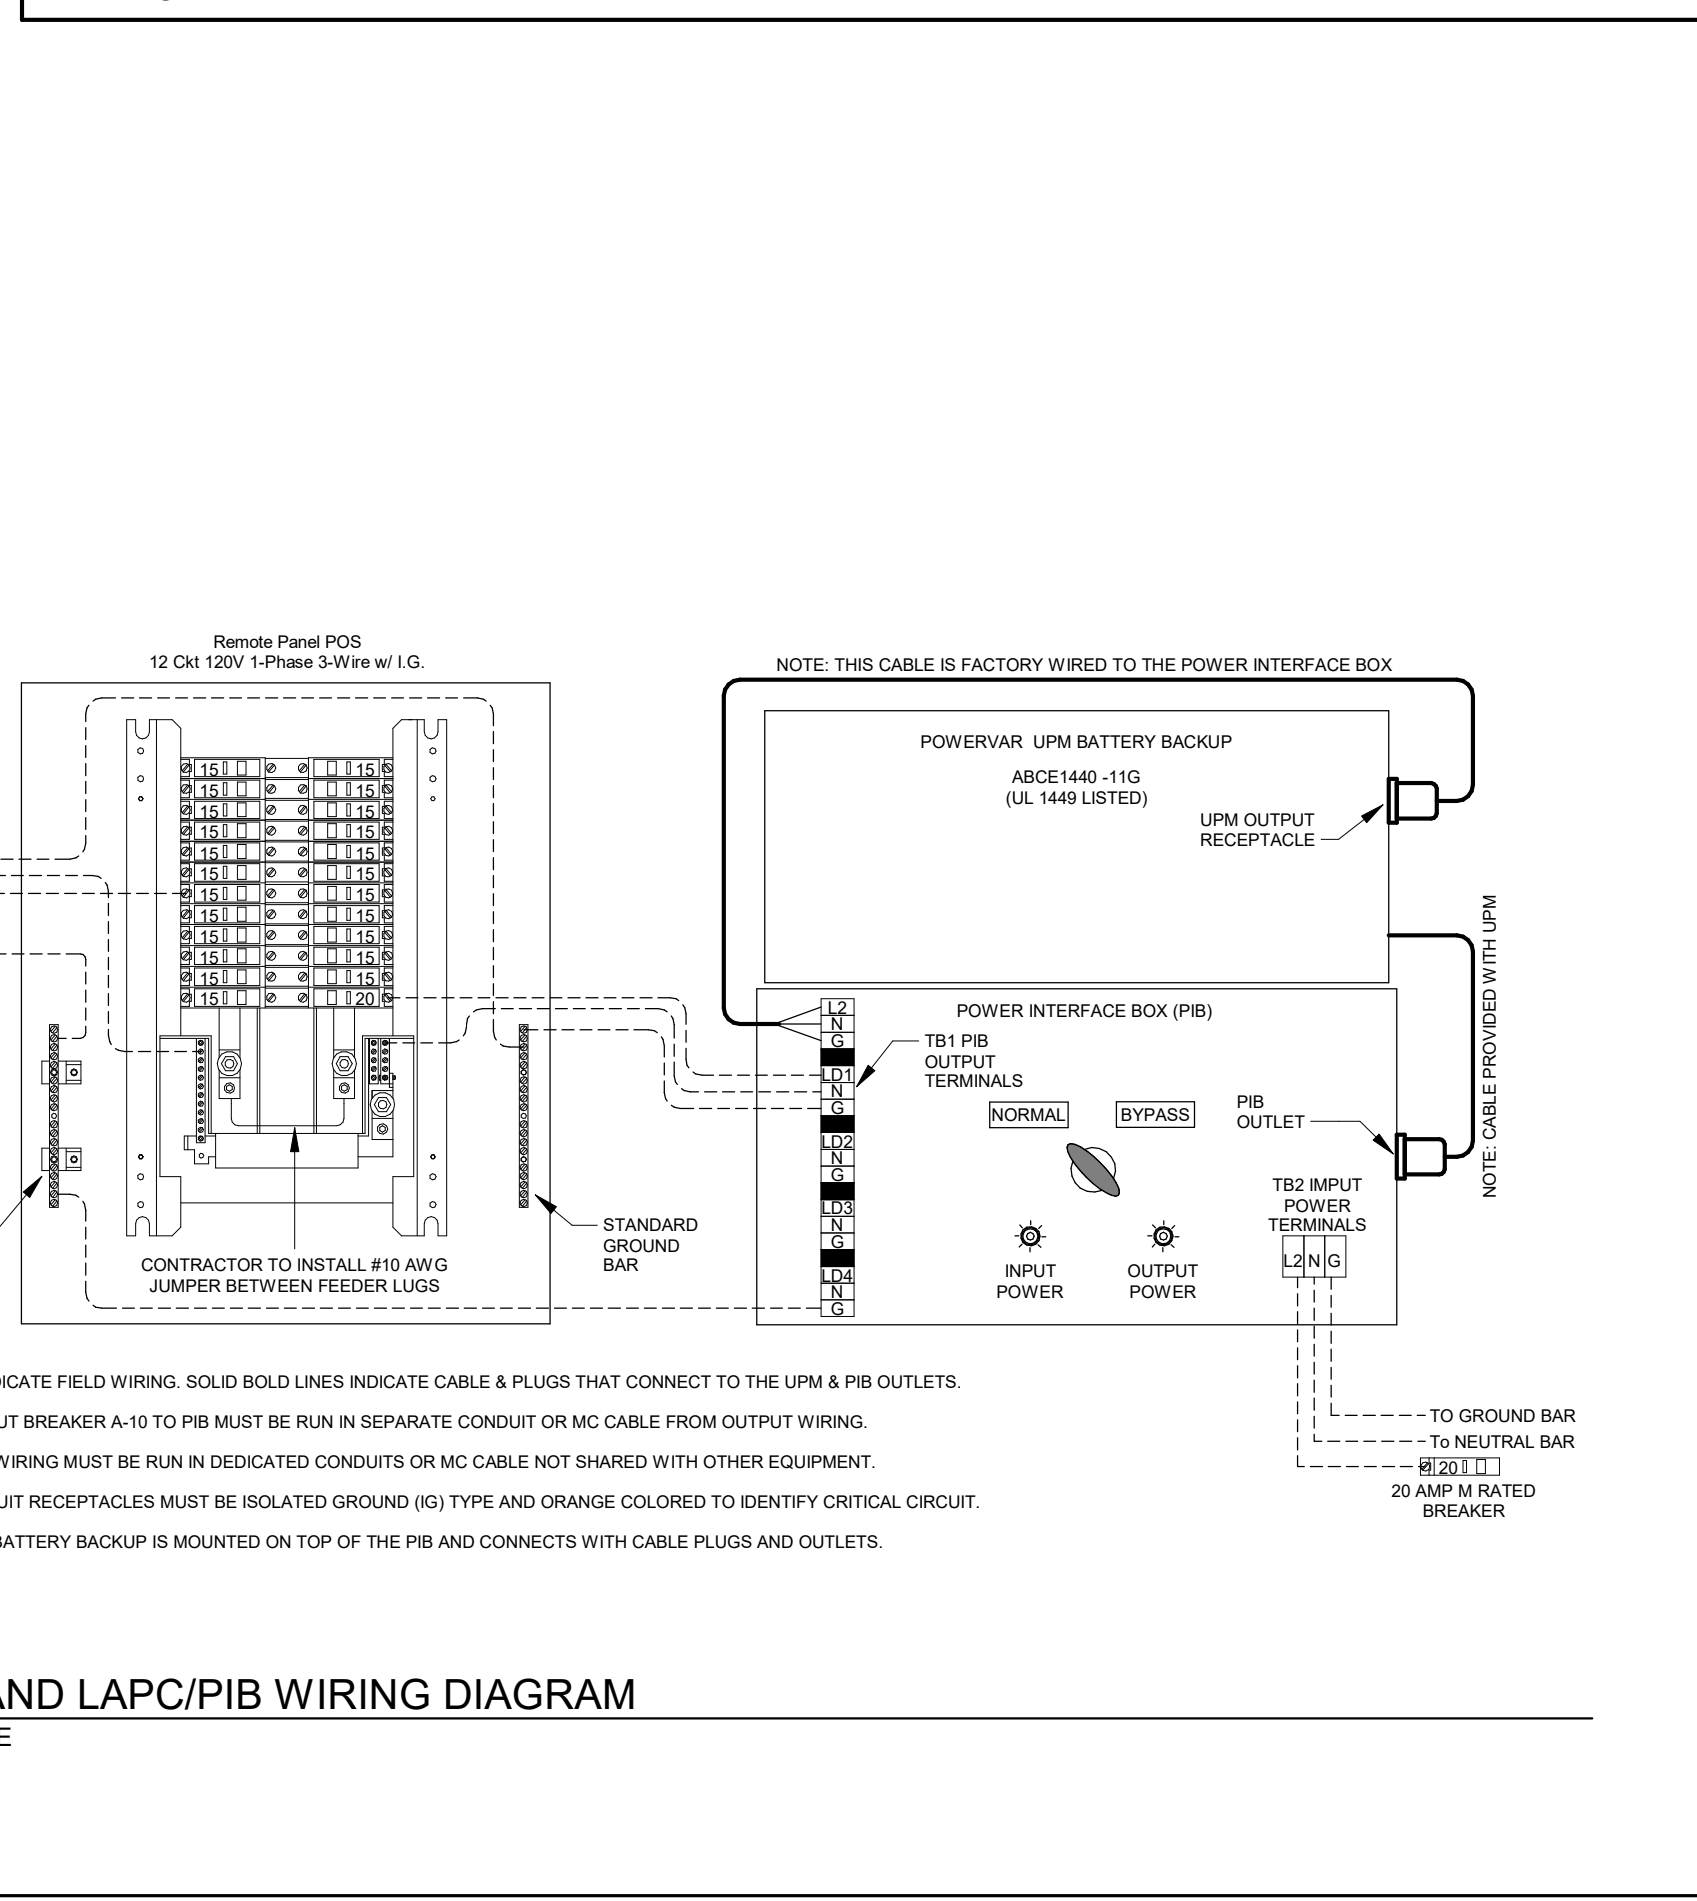 Remote Panel POS
12 Ckt 120V 1-Phase 3-Wire w/ I.G.
15 15
15 15
15 15
15 15
15 15
15 15
15 15
15 15
15 15
15 15
15 15
15 20
CONTRACTOR TO INSTALL #10 AWG
JUMPER BETWEEN FEEDER LUGS
STANDARD
GROUND
BAR
NOTE: THIS CABLE IS FACTORY WIRED TO THE POWER INTERFACE BOX
POWERVAR UPM BATTERY BACKUP
ABCE1440 -11G
(UL 1449 LISTED)
UPM OUTPUT
RECEPTACLE
NOTE: CABLE PROVIDED WITH UPM
POWER INTERFACE BOX (PIB)
L2
N
G
LD1
N
G
LD2
N
G
LD3
N
G
LD4
N
G
TB1 PIB
OUTPUT
TERMINALS
NORMAL
BYPASS
PIB
OUTLET
INPUT
POWER
OUTPUT
POWER
TB2 IMPUT
POWER
TERMINALS
L2 N G
TO GROUND BAR
To NEUTRAL BAR
20
20 AMP M RATED
BREAKER
DICATE FIELD WIRING. SOLID BOLD LINES INDICATE CABLE & PLUGS THAT CONNECT TO THE UPM & PIB OUTLETS.
UT BREAKER A-10 TO PIB MUST BE RUN IN SEPARATE CONDUIT OR MC CABLE FROM OUTPUT WIRING.
WIRING MUST BE RUN IN DEDICATED CONDUITS OR MC CABLE NOT SHARED WITH OTHER EQUIPMENT.
UIT RECEPTACLES MUST BE ISOLATED GROUND (IG) TYPE AND ORANGE COLORED TO IDENTIFY CRITICAL CIRCUIT.
BATTERY BACKUP IS MOUNTED ON TOP OF THE PIB AND CONNECTS WITH CABLE PLUGS AND OUTLETS.
AND LAPC/PIB WIRING DIAGRAM
E